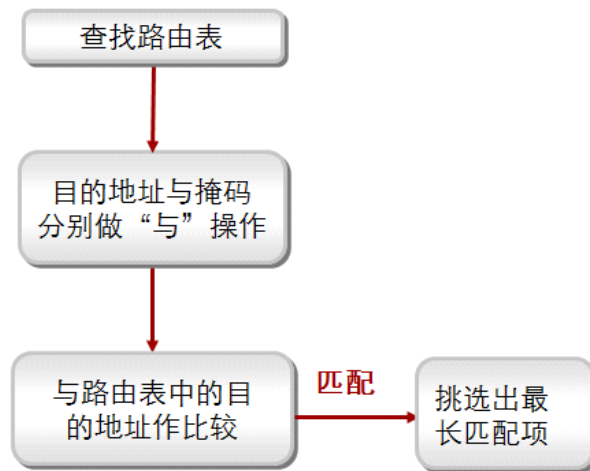 查找路由表
目的地址与掩码
分别做“与”操作
与路由表中的目
的地址作比较
匹配
挑选出最
长匹配项